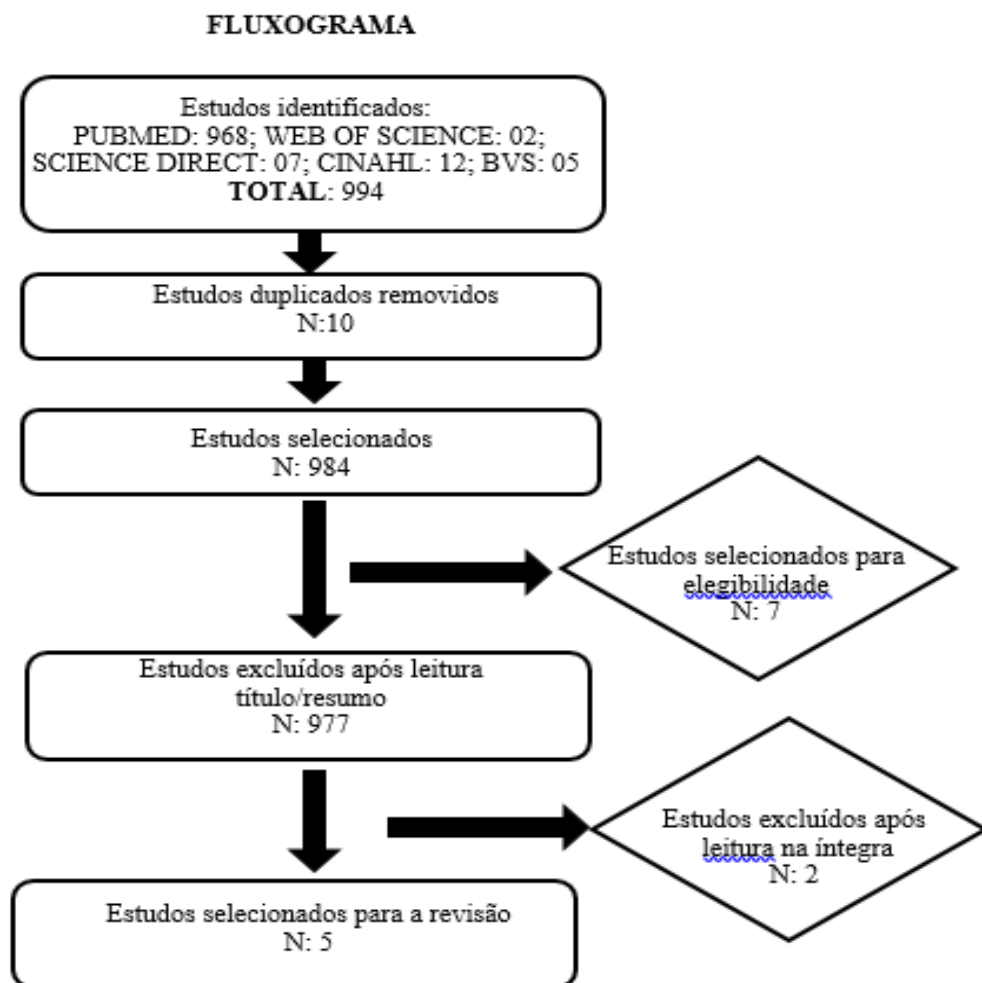 FLUXOGRAMA
Estudos identificados:
PUBMED: 968; WEB OF SCIENCE: 02;
SCIENCE DIRECT: 07; CINAHL: 12; BVS: 05
TOTAL: 994
Estudos duplicados removidos
N:10
Estudos selecionados
N: 984
Estudos selecionados para
elegibilidade
N: 7
Estudos excluídos após leitura
título/resumo
N: 977
Estudos excluídos após
leitura na íntegra
N: 2
Estudos selecionados para a revisão
N: 5